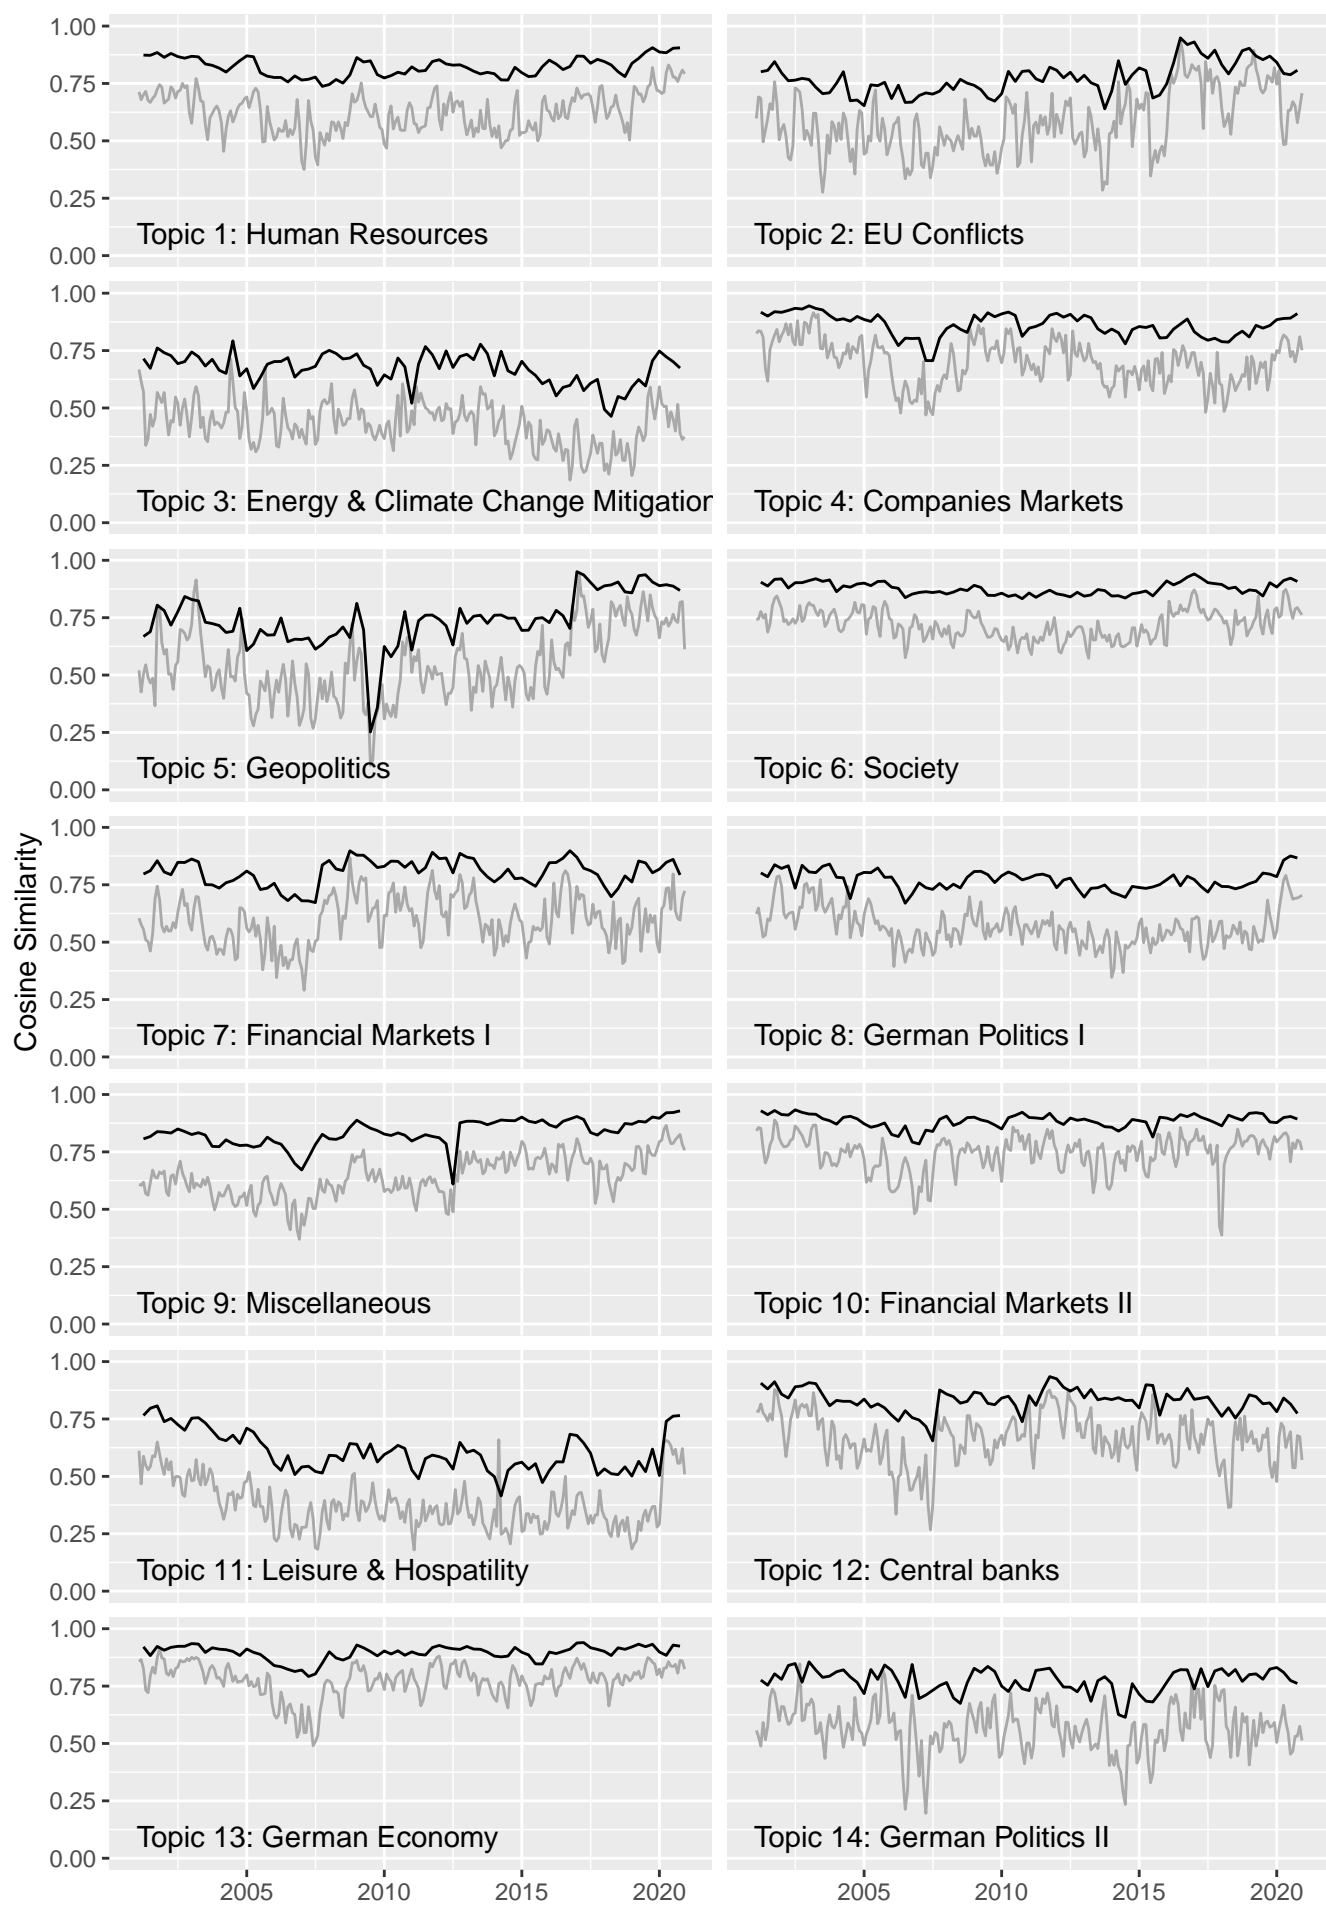 1.00
0.75
0.50
0.25
0.00
Topic 1: Human Resources
Topic 2: EU Conflicts
1.00
0.75
0.50
0.25
0.00
Topic 3: Energy & Climate Change Mitigation
Topic 4: Companies Markets
1.00
0.75
0.50
0.25
0.00
Topic 5: Geopolitics
Topic 6: Society
Cosine Similarity
1.00
0.75
0.50
0.25
0.00
Topic 7: Financial Markets I
Topic 8: German Politics I
1.00
0.75
0.50
0.25
0.00
Topic 9: Miscellaneous
Topic 10: Financial Markets II
1.00
0.75
0.50
0.25
0.00
Topic 11: Leisure & Hospatility
Topic 12: Central banks
1.00
0.75
0.50
0.25
0.00
Topic 13: German Economy
Topic 14: German Politics II
2005 2010 2015 2020
2005 2010 2015 2020